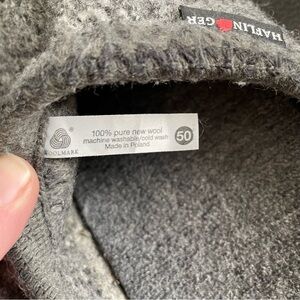 HAFLINGER
100% pure new wool
machine washable/cold wash
Made in Poland
50
WOOLMARK